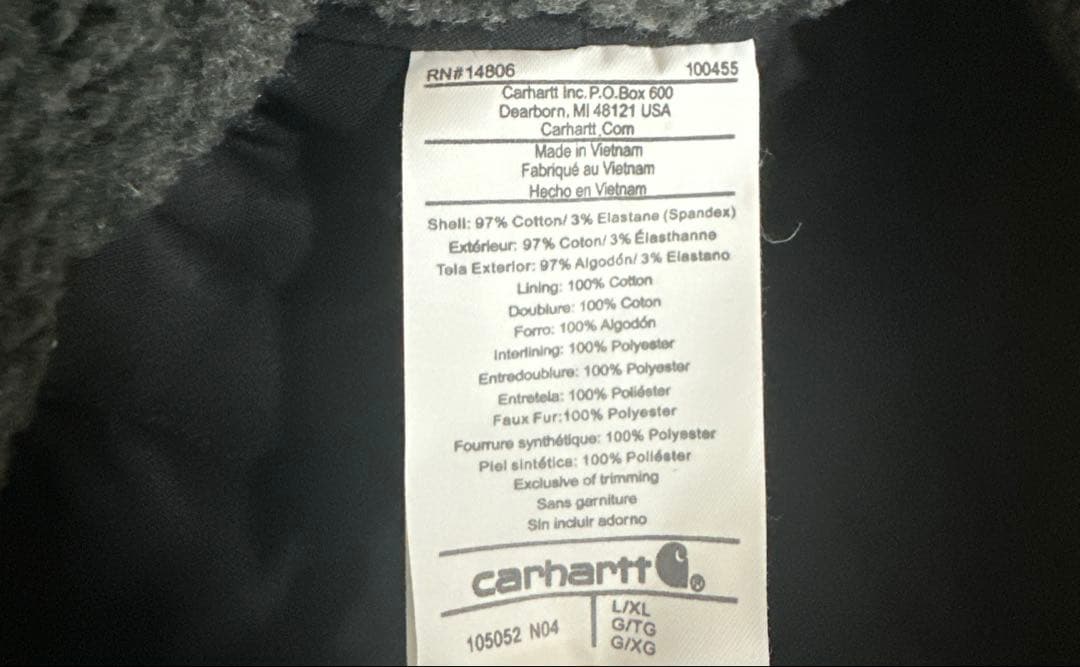 RN#14806 100455
Carhartt Inc. P.O.Box 600
Dearborn, MI 48121 USA
Carhartt.Com
Made in Vietnam
Fabriqué au Vietnam
Hecho en Vietnam
Shell: 97% Cotton/ 3% Elastane (Spandex)
Extérieur: 97% Coton/ 3% Élasthanne
Tela Exterior: 97% Algodón/ 3% Elastano
Lining: 100% Cotton
Doublure: 100% Coton
Forro: 100% Algodón
Interlining: 100% Polyester
Entredoublure: 100% Polyester
Entretela: 100% Poliéster
Faux Fur:100% Polyester
Fourrure synthétique: 100% Polyester
Piel sintética: 100% Poliéster
Exclusive of trimming
Sans garniture
Sin incluir adorno
carhartt®
105052 N04
L/XL
G/TG
G/XG